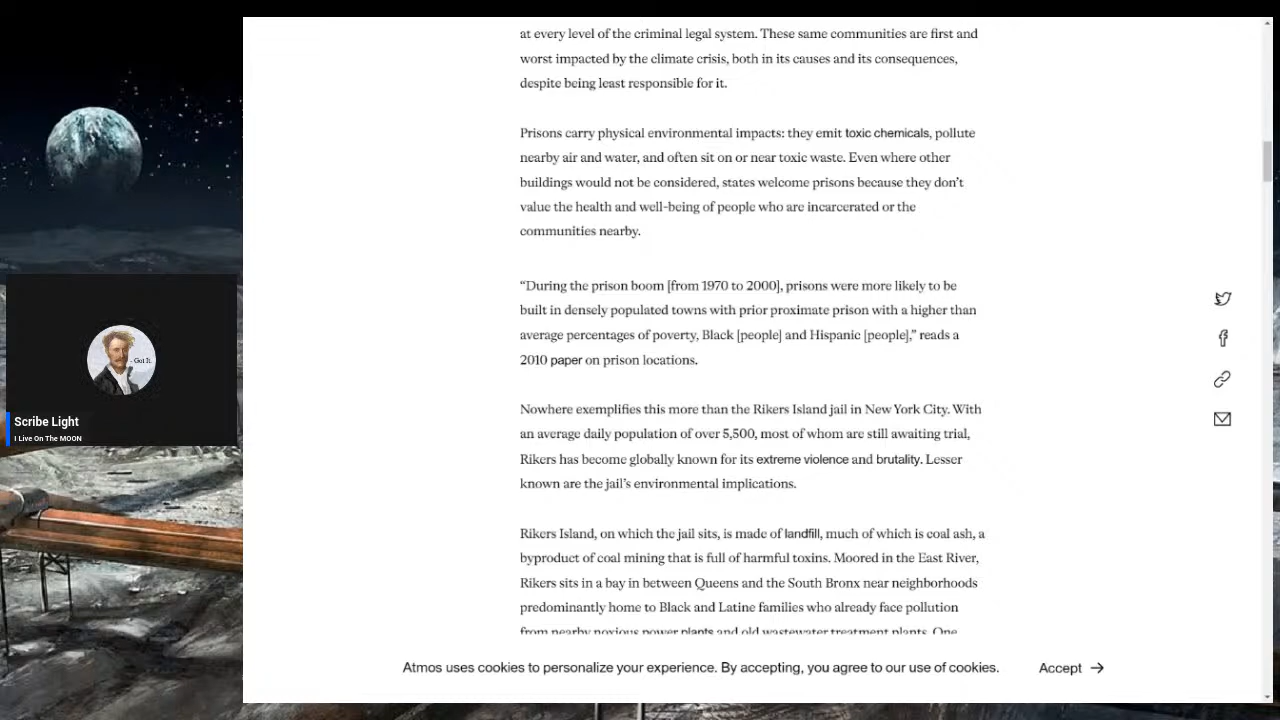 at every level of the criminal legal system. These same communities are first and
worst impacted by the climate crisis, both in its causes and its consequences,
despite being least responsible for it.
Prisons carry physical environmental impacts: they emit toxic chemicals, pollute
nearby air and water, and often sit on or near toxic waste. Even where other
buildings would not be considered, states welcome prisons because they don’t
value the health and well-being of people who are incarcerated or the
communities nearby.
“During the prison boom [from 1970 to 2000], prisons were more likely to be
built in densely populated towns with prior proximate prison with a higher than
average percentages of poverty, Black [people] and Hispanic [people],” reads a
2010 paper on prison locations.
Nowhere exemplifies this more than the Rikers Island jail in New York City. With
an average daily population of over 5,500, most of whom are still awaiting trial,
Rikers has become globally known for its extreme violence and brutality. Lesser
known are the jail’s environmental implications.
Rikers Island, on which the jail sits, is made of landfill, much of which is coal ash, a
byproduct of coal mining that is full of harmful toxins. Moored in the East River,
Rikers sits in a bay in between Queens and the South Bronx near neighborhoods
predominantly home to Black and Latine families who already face pollution
from nearby noxious power plants and old wastewater treatment plants. One
Atmos uses cookies to personalize your experience. By accepting, you agree to our use of cookies.
Accept →
- Got It.
Scribe Light
I Live On The MOON